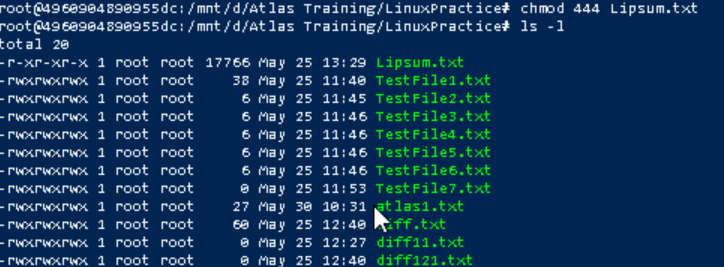 root@4960904890955dc:/mnt/d/Atlas Training/LinuxPractice# chmod 444 Lipsum.txt
root@4960904890955dc:/mnt/d/Atlas Training/LinuxPractice# ls -l
total 20
-r-xr-xr-x 1 root root 17766 May 25 13:29 Lipsum.txt
-rwxrwxrwx 1 root root 38 May 25 11:40 TestFile1.txt
-rwxrwxrwx 1 root root 6 May 25 11:45 TestFile2.txt
-rwxrwxrwx 1 root root 6 May 25 11:46 TestFile3.txt
-rwxrwxrwx 1 root root 6 May 25 11:46 TestFile4.txt
-rwxrwxrwx 1 root root 6 May 25 11:46 TestFile5.txt
-rwxrwxrwx 1 root root 6 May 25 11:46 TestFile6.txt
-rwxrwxrwx 1 root root 0 May 25 11:53 TestFile7.txt
-rwxrwxrwx 1 root root 27 May 30 10:31 atlas1.txt
-rwxrwxrwx 1 root root 60 May 25 12:40 diff.txt
-rwxrwxrwx 1 root root 0 May 25 12:27 diff11.txt
-rwxrwxrwx 1 root root 0 May 25 12:40 diff121.txt